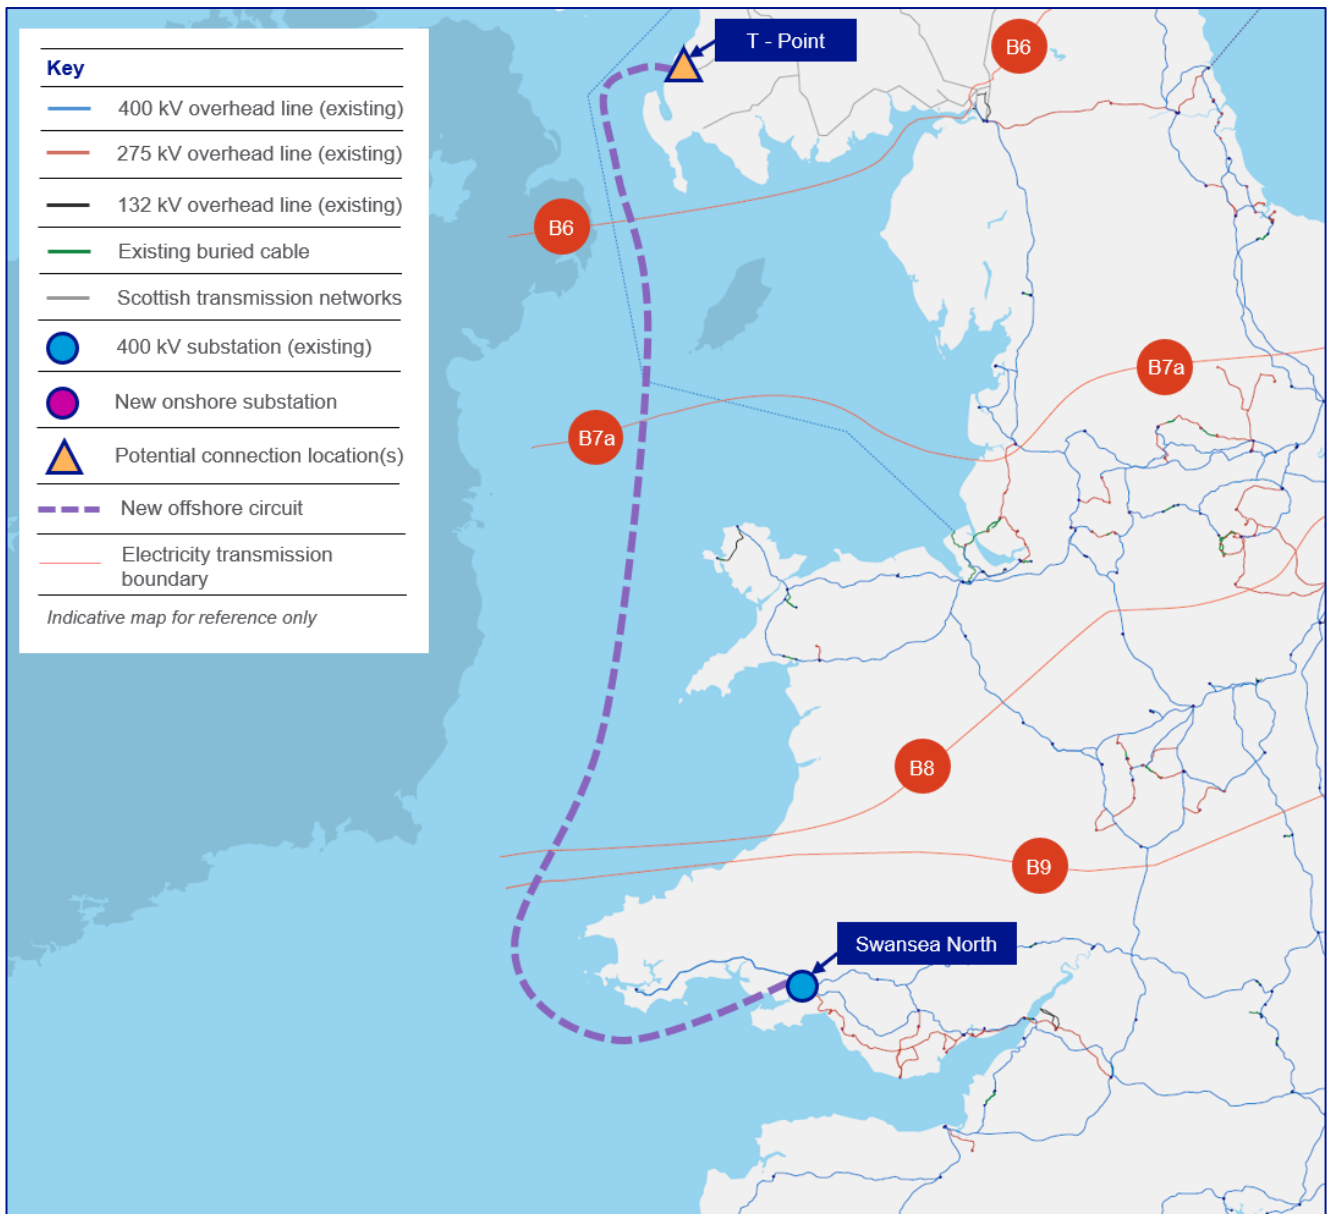 Key
400 kV overhead line (existing)
275 kV overhead line (existing)
132 kV overhead line (existing)
Existing buried cable
Scottish transmission networks
400 kV substation (existing)
New onshore substation
Potential connection location(s)
New offshore circuit
Electricity transmission
boundary
Indicative map for reference only
T - Point
B6
B6
B7a
B7a
B8
B9
Swansea North